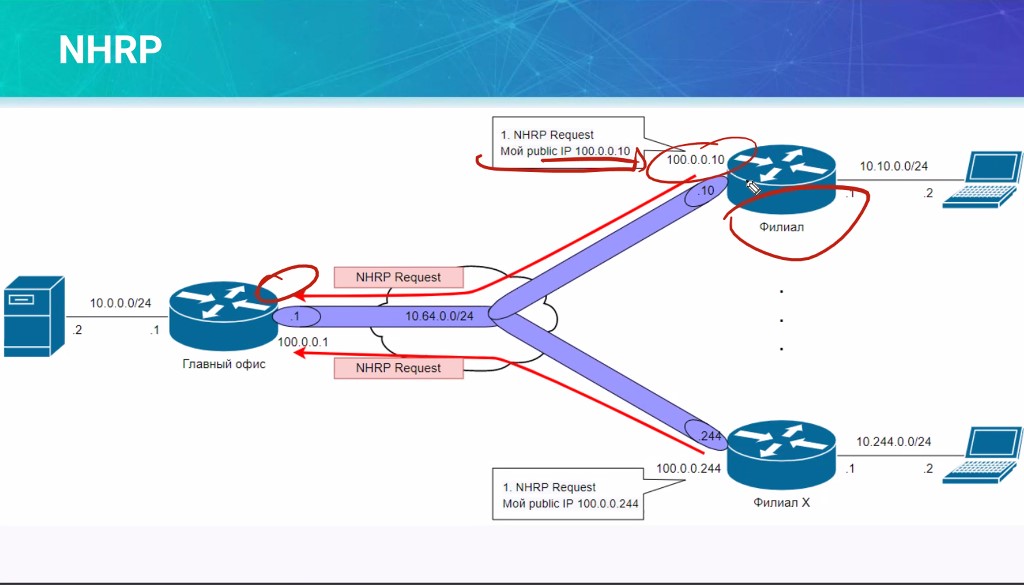 NHRP
1. NHRP Request
Мой public IP 100.0.0.10
100.0.0.10
10.10.0.0/24
.10
.1
.2
Филиал
NHRP Request
10.0.0.0/24
.1
10.64.0.0/24
.2
.1
100.0.0.1
Главный офис
NHRP Request
.244
10.244.0.0/24
100.0.0.244
.1
.2
1. NHRP Request
Мой public IP 100.0.0.244
Филиал X